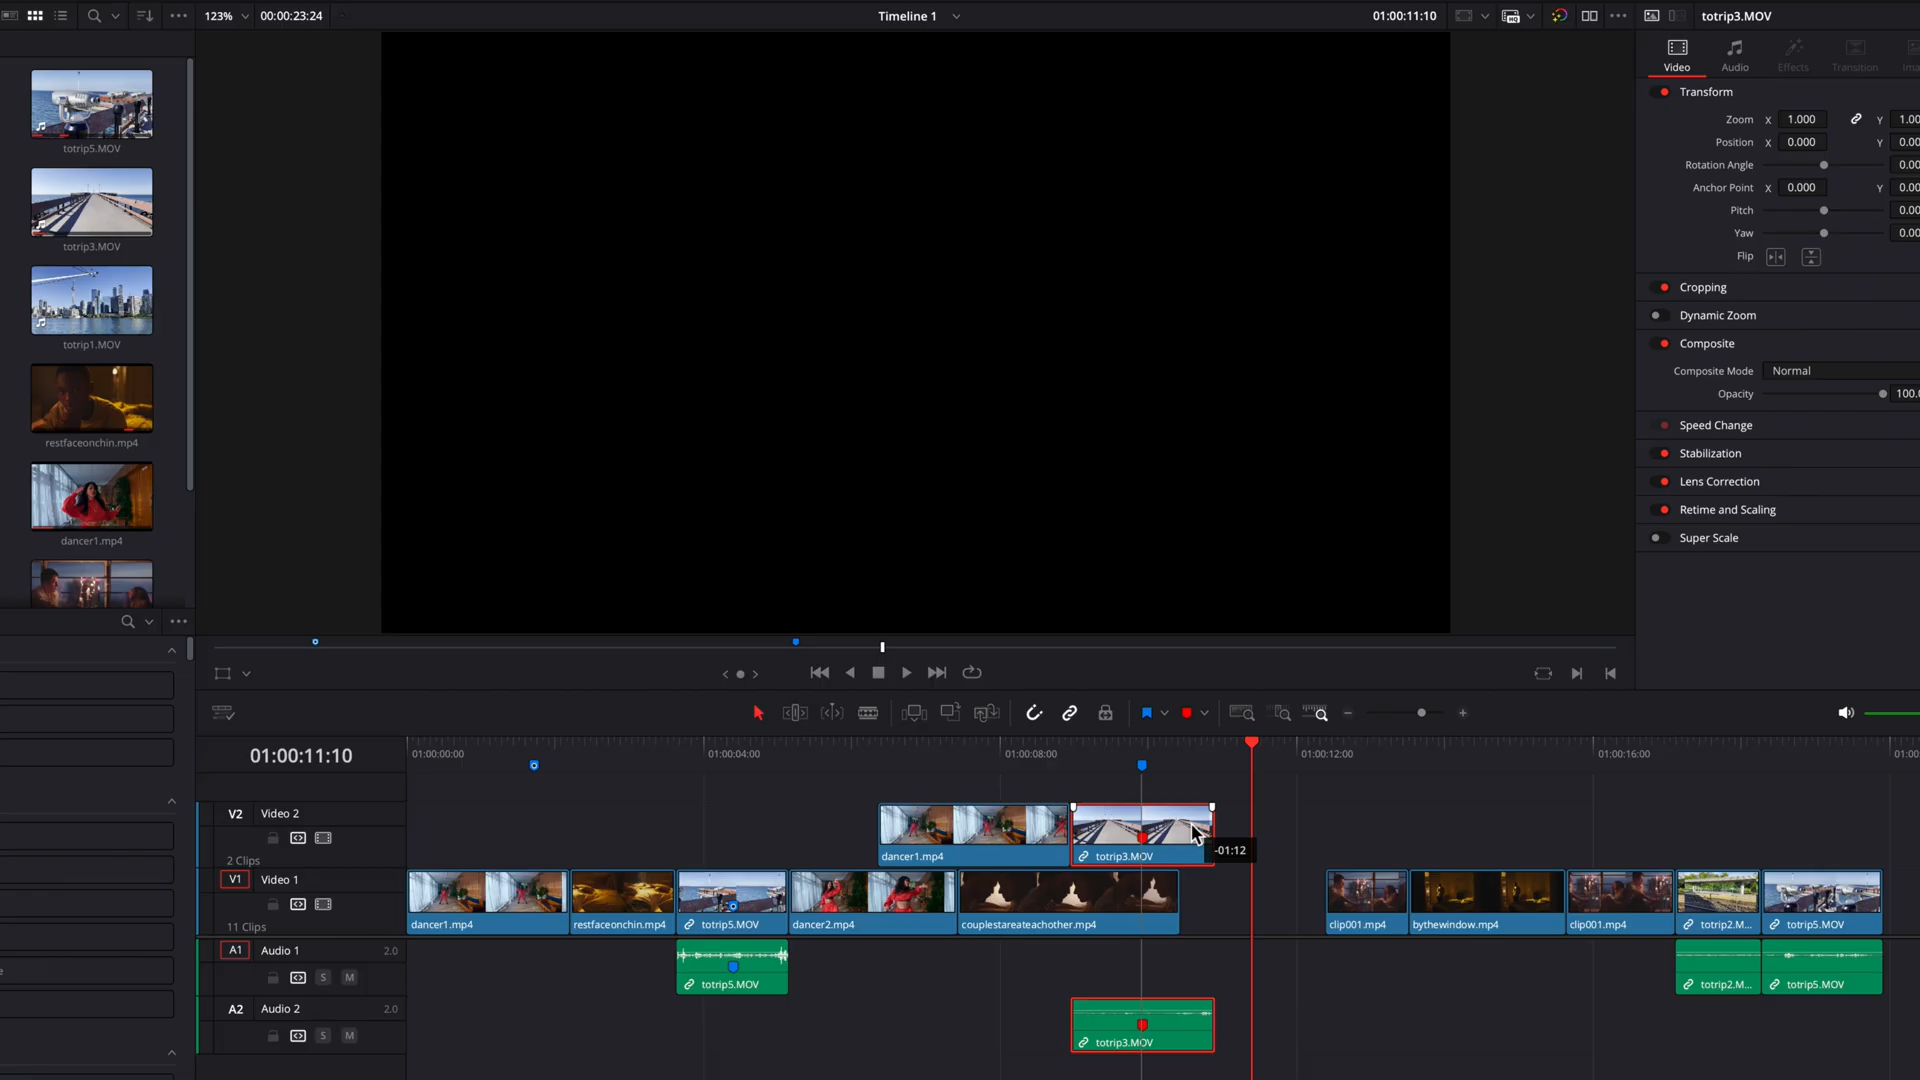 123%
00:00:23:24
Timeline 1
01:00:11:10
totrip3.MOV
totrip5.MOV
totrip3.MOV
totrip1.MOV
restfaceonchin.mp4
dancer1.mp4
Video
Audio
Effects
Transition
Transform
Zoom X 1.000 Y 1.00
Position X 0.000 Y 0.00
Rotation Angle 0.00
Anchor Point X 0.000 Y 0.00
Pitch 0.00
Yaw 0.00
Flip
Cropping
Dynamic Zoom
Composite
Composite Mode Normal
Opacity 100.
Speed Change
Stabilization
Lens Correction
Retime and Scaling
Super Scale
01:00:11:10
01:00:00:00
01:00:04:00
01:00:08:00
01:00:12:00
01:00:16:00
01:00
V2 Video 2
2 Clips
dancer1.mp4
totrip3.MOV
-01:12
V1 Video 1
11 Clips
dancer1.mp4
restfaceonchin.mp4
totrip5.MOV
dancer2.mp4
couplestareateachother.mp4
clip001.mp4
bythewindow.mp4
clip001.mp4
totrip2.M...
totrip5.MOV
A1 Audio 1 2.0
S M
totrip5.MOV
totrip2.M...
totrip5.MOV
A2 Audio 2 2.0
S M
totrip3.MOV